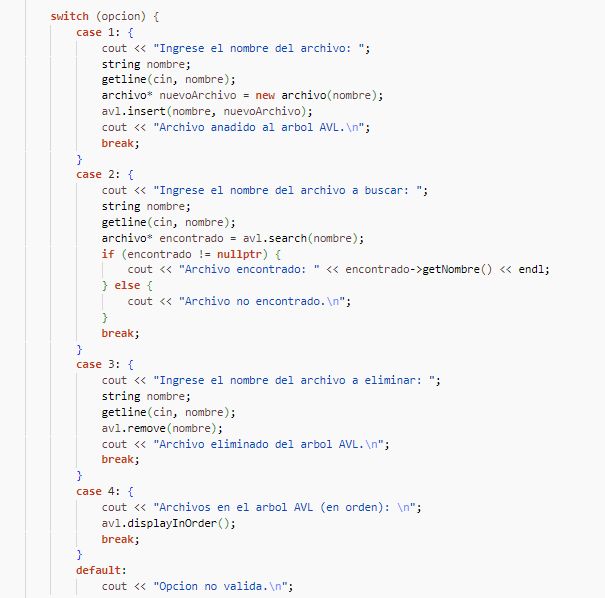 switch (opcion) {
case 1: {
cout << "Ingrese el nombre del archivo: ";
string nombre;
getline(cin, nombre);
archivo* nuevoArchivo = new archivo(nombre);
avl.insert(nombre, nuevoArchivo);
cout << "Archivo anadido al arbol AVL.\n";
break;
}
case 2: {
cout << "Ingrese el nombre del archivo a buscar: ";
string nombre;
getline(cin, nombre);
archivo* encontrado = avl.search(nombre);
if (encontrado != nullptr) {
cout << "Archivo encontrado: " << encontrado->getNombre() << endl;
} else {
cout << "Archivo no encontrado.\n";
}
break;
}
case 3: {
cout << "Ingrese el nombre del archivo a eliminar: ";
string nombre;
getline(cin, nombre);
avl.remove(nombre);
cout << "Archivo eliminado del arbol AVL.\n";
break;
}
case 4: {
cout << "Archivos en el arbol AVL (en orden): \n";
avl.displayInOrder();
break;
}
default:
cout << "Opcion no valida.\n";